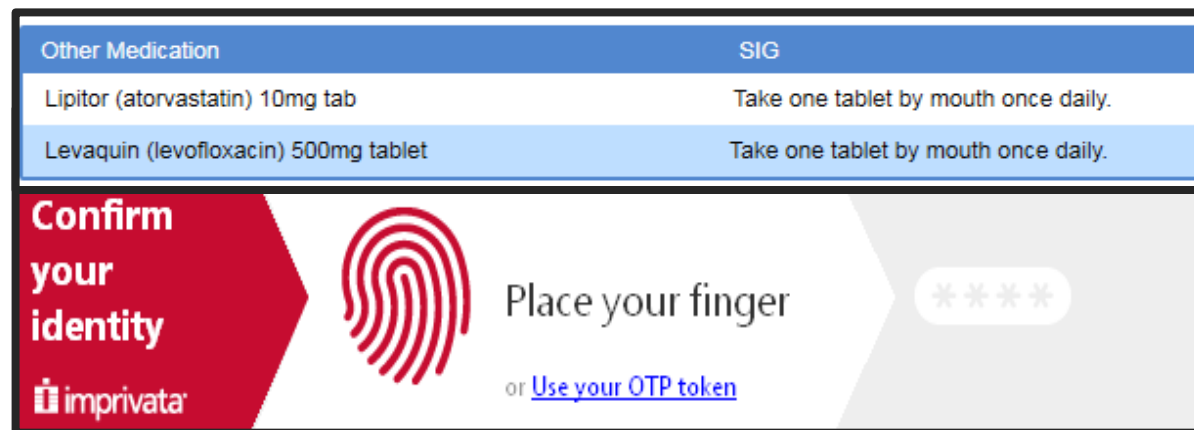 Other Medication SIG
Lipitor (atorvastatin) 10mg tab Take one tablet by mouth once daily.
Levaquin (levofloxacin) 500mg tablet Take one tablet by mouth once daily.
Confirm
your
identity
imprivata
Place your finger
or Use your OTP token
****